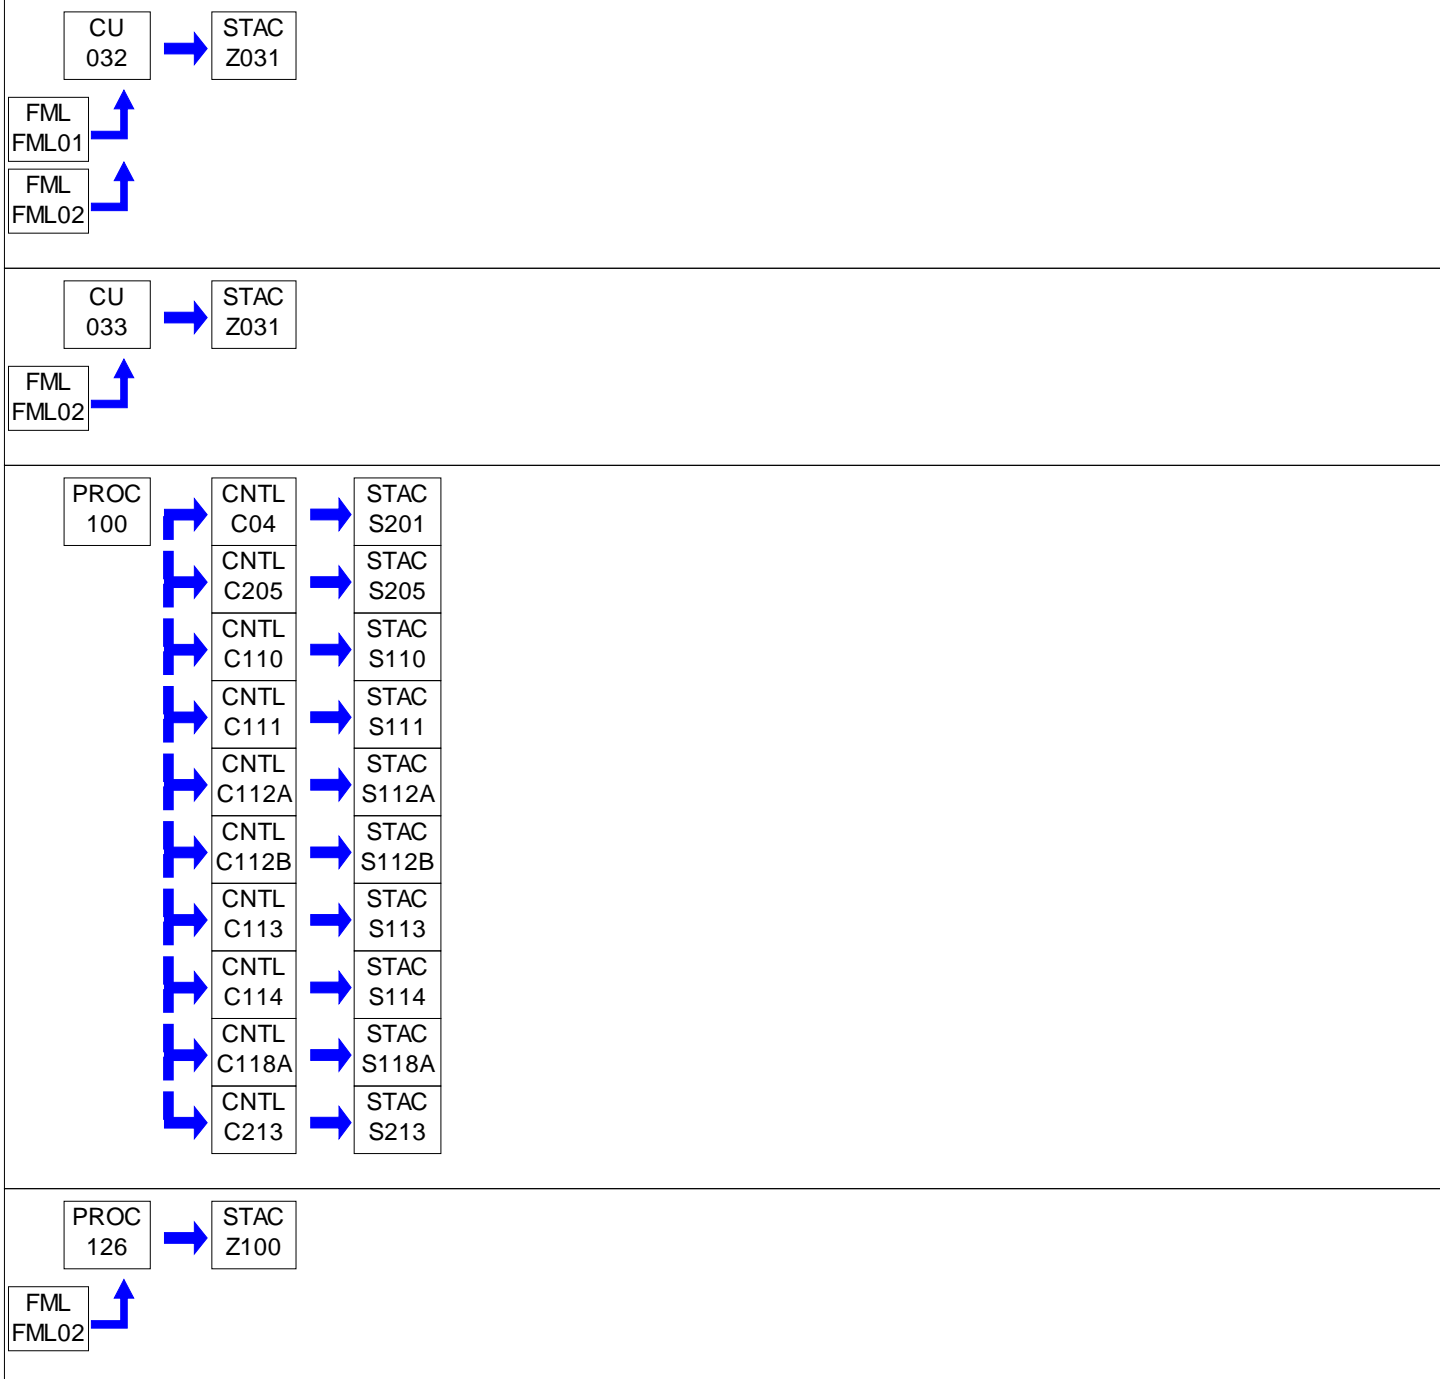 CU
032
STAC
Z031
FML
FML01
FML
FML02
CU
033
STAC
Z031
FML
FML02
PROC
100
CNTL
C04
STAC
S201
CNTL
C205
STAC
S205
CNTL
C110
STAC
S110
CNTL
C111
STAC
S111
CNTL
C112A
STAC
S112A
CNTL
C112B
STAC
S112B
CNTL
C113
STAC
S113
CNTL
C114
STAC
S114
CNTL
C118A
STAC
S118A
CNTL
C213
STAC
S213
PROC
126
STAC
Z100
FML
FML02